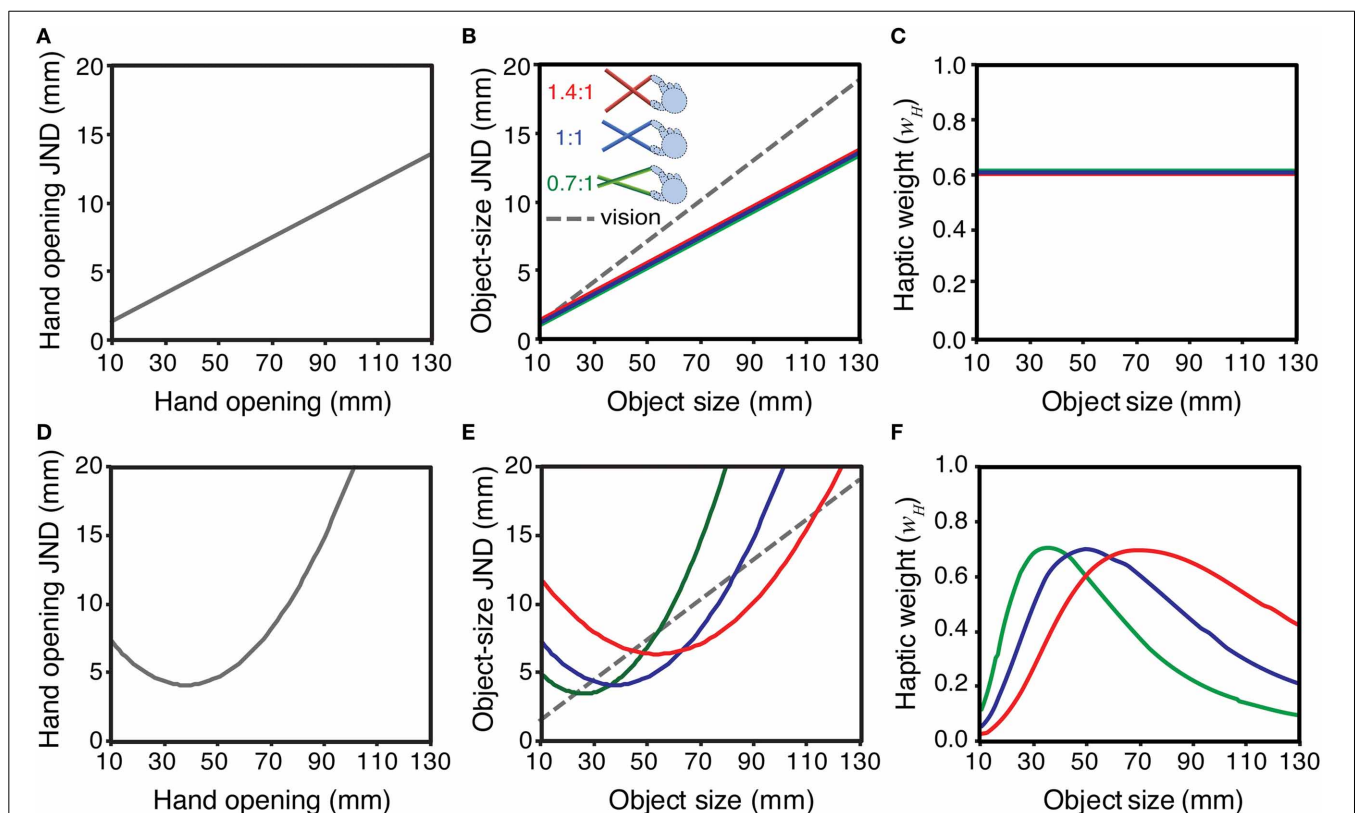 A
Hand opening JND (mm)
20
15
10
5
0
10 30 50 70 90 110 130
Hand opening (mm)
B
Object-size JND (mm)
20
15
10
5
0
1.4:1
1:1
0.7:1
vision
10 30 50 70 90 110 130
Object size (mm)
C
Haptic weight (wH)
1.0
0.8
0.6
0.4
0.2
0.0
10 30 50 70 90 110 130
Object size (mm)
D
Hand opening JND (mm)
20
15
10
5
0
10 30 50 70 90 110 130
Hand opening (mm)
E
Object-size JND (mm)
20
15
10
5
0
10 30 50 70 90 110 130
Object size (mm)
F
Haptic weight (wH)
1.0
0.8
0.6
0.4
0.2
0.0
10 30 50 70 90 110 130
Object size (mm)